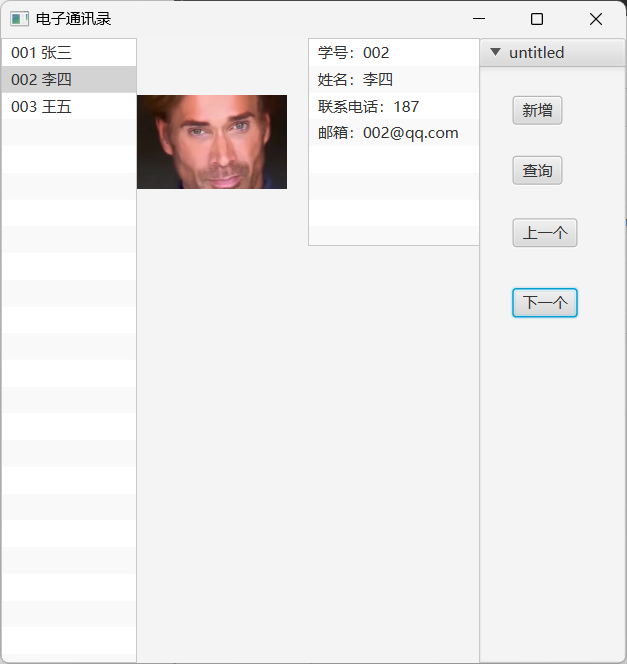 电子通讯录
001 张三
002 李四
003 王五
学号：002
姓名：李四
联系电话：187
邮箱：002@qq.com
untitled
新增
查询
上一个
下一个